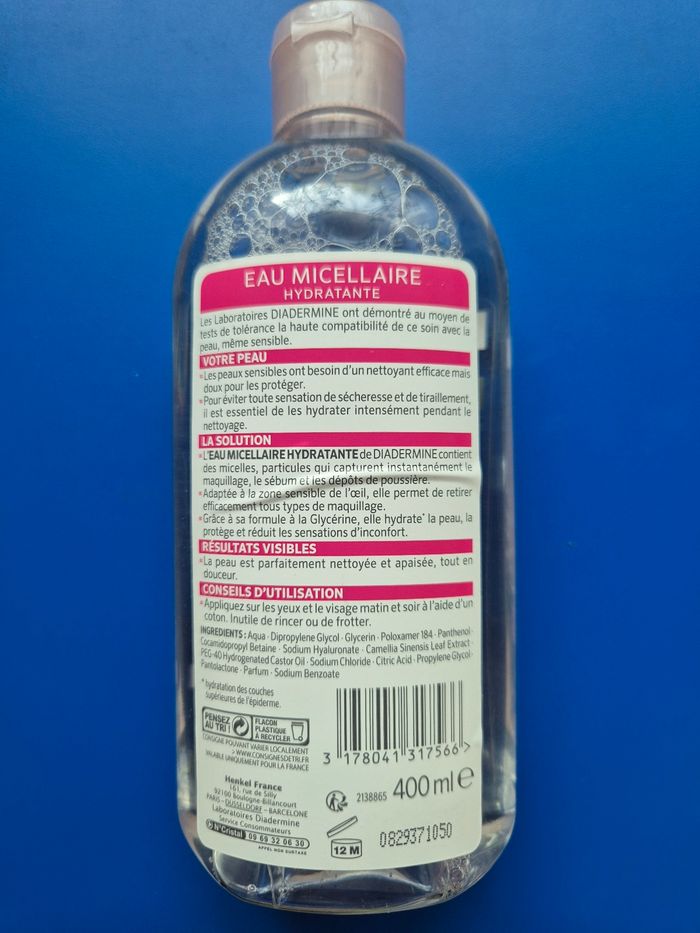 EAU MICELLAIRE
HYDRATANTE
Les Laboratoires DIADERMINE ont démontré au moyen de
tests de tolérance la haute compatibilité de ce soin avec la
peau, même sensible.
VOTRE PEAU
Les peaux sensibles ont besoin d'un nettoyant efficace mais
doux pour les protéger.
Pour éviter toute sensation de sécheresse et de tiraillement,
il est essentiel de les hydrater intensément pendant le
nettoyage.
LA SOLUTION
L'EAU MICELLAIRE HYDRATANTE de DIADERMINE contient
des micelles, particules qui capturent instantanément le
maquillage, le sébum et les dépôts de poussière.
Adaptée à la zone sensible de l'œil, elle permet de retirer
efficacement tous types de maquillage.
Grâce à sa formule à la Glycérine, elle hydrate* la peau, la
protège et réduit les sensations d'inconfort.
RÉSULTATS VISIBLES
La peau est parfaitement nettoyée et apaisée, tout en
douceur.
CONSEILS D'UTILISATION
Appliquez sur les yeux et le visage matin et soir à l'aide d'un
coton. Inutile de rincer ou de frotter.
INGREDIENTS: Aqua · Dipropylene Glycol · Glycerin · Poloxamer 184 · Panthenol ·
Cocamidopropyl Betaine · Sodium Hyaluronate · Camellia Sinensis Leaf Extract ·
PEG-40 Hydrogenated Castor Oil · Sodium Chloride · Citric Acid · Propylene Glycol ·
Pantolactone · Parfum · Sodium Benzoate
* hydratation des couches
supérieures de l'épiderme.
PENSEZ
AU TRI !
FLACON
PLASTIQUE
À RECYCLER
CONSIGNE POUVANT VARIER LOCALEMENT
> WWW.CONSIGNESDETRI.FR
VALABLE UNIQUEMENT POUR LA FRANCE
3 178041 317566 >
Henkel France
161, rue de Silly
92100 Boulogne-Billancourt
PARIS - DÜSSELDORF - BARCELONE
Laboratoires Diadermine
Service Consommateurs
N°Cristal 09 69 32 06 30
APPEL NON SURTAXÉ
2138865 400 ml e
12 M
0829371050